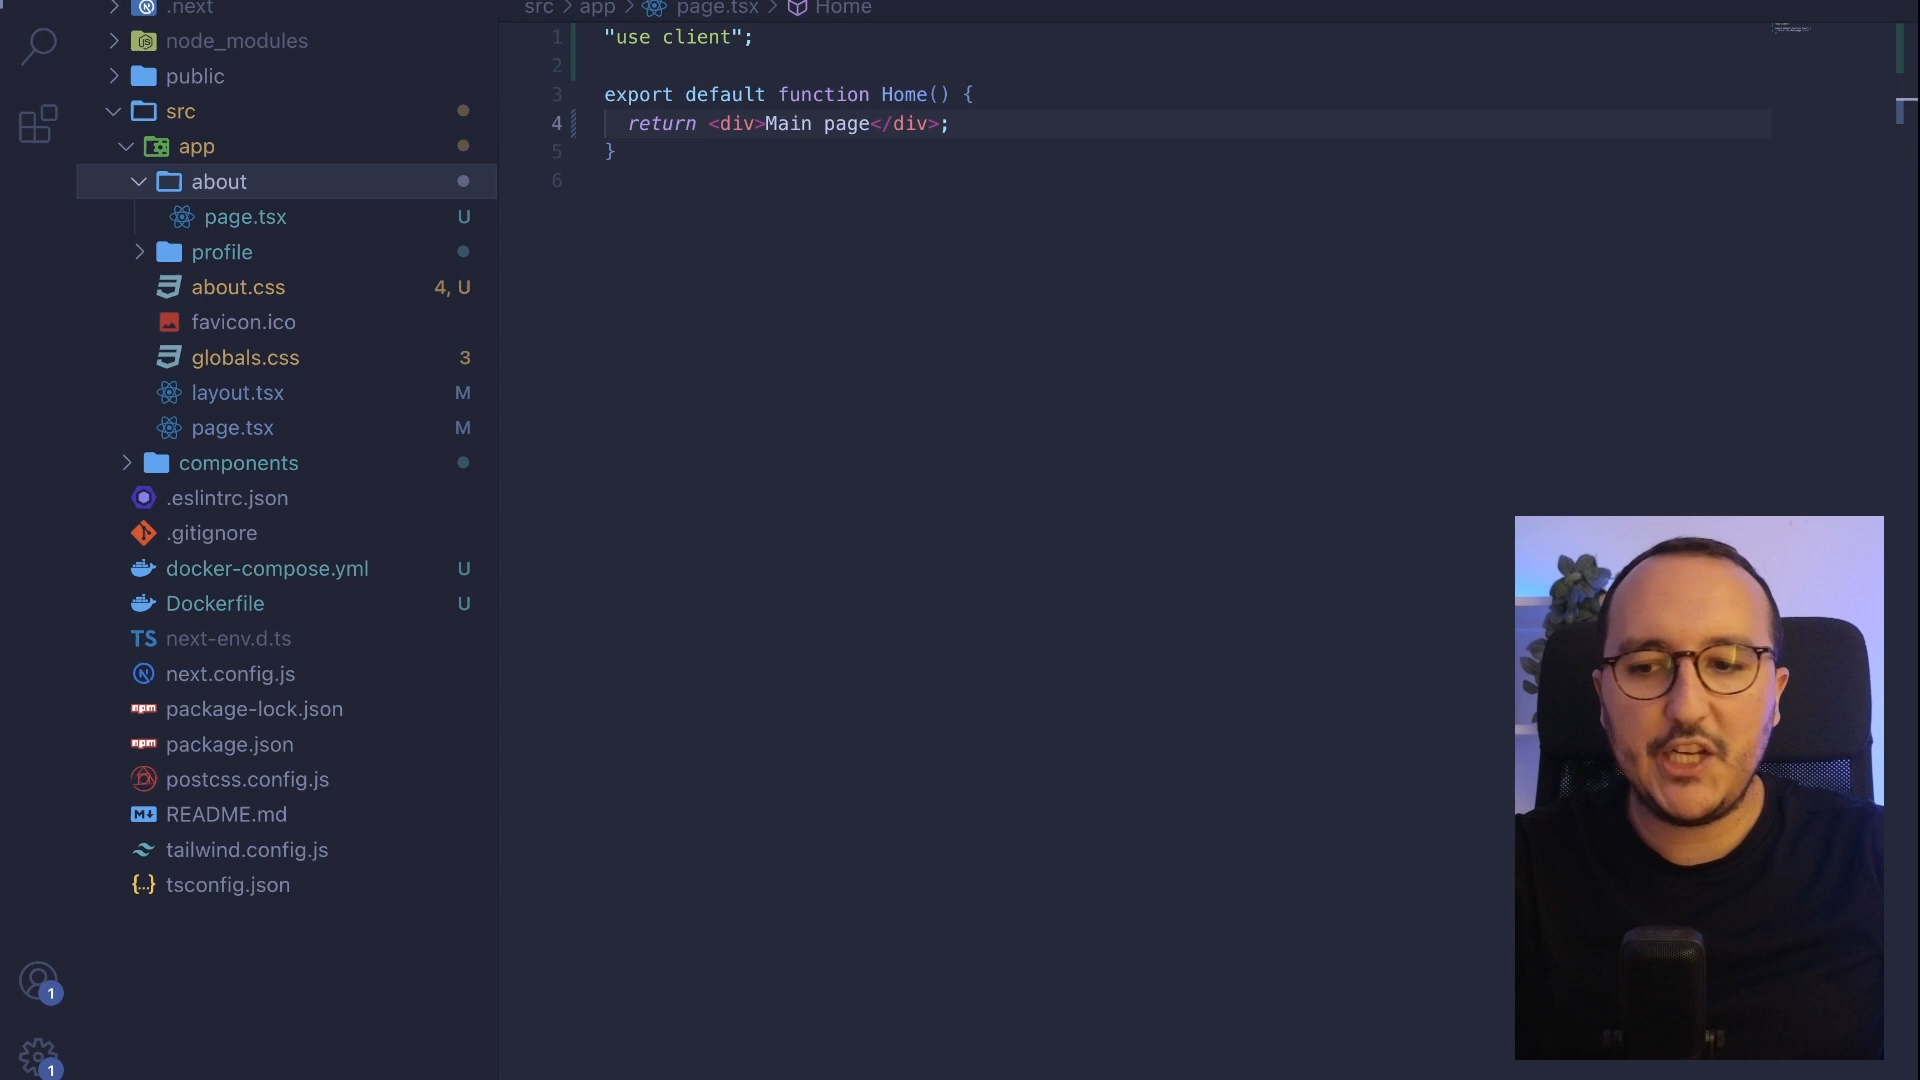 .next
node_modules
public
src
app
about
page.tsx U
profile
about.css 4, U
favicon.ico
globals.css 3
layout.tsx M
page.tsx M
components
.eslintrc.json
.gitignore
docker-compose.yml U
Dockerfile U
TS next-env.d.ts
next.config.js
npm package-lock.json
npm package.json
postcss.config.js
M README.md
tailwind.config.js
{...} tsconfig.json
1
1
src > app > page.tsx > Home
1 "use client";
2
3 export default function Home() {
4 return <div>Main page</div>;
5 }
6